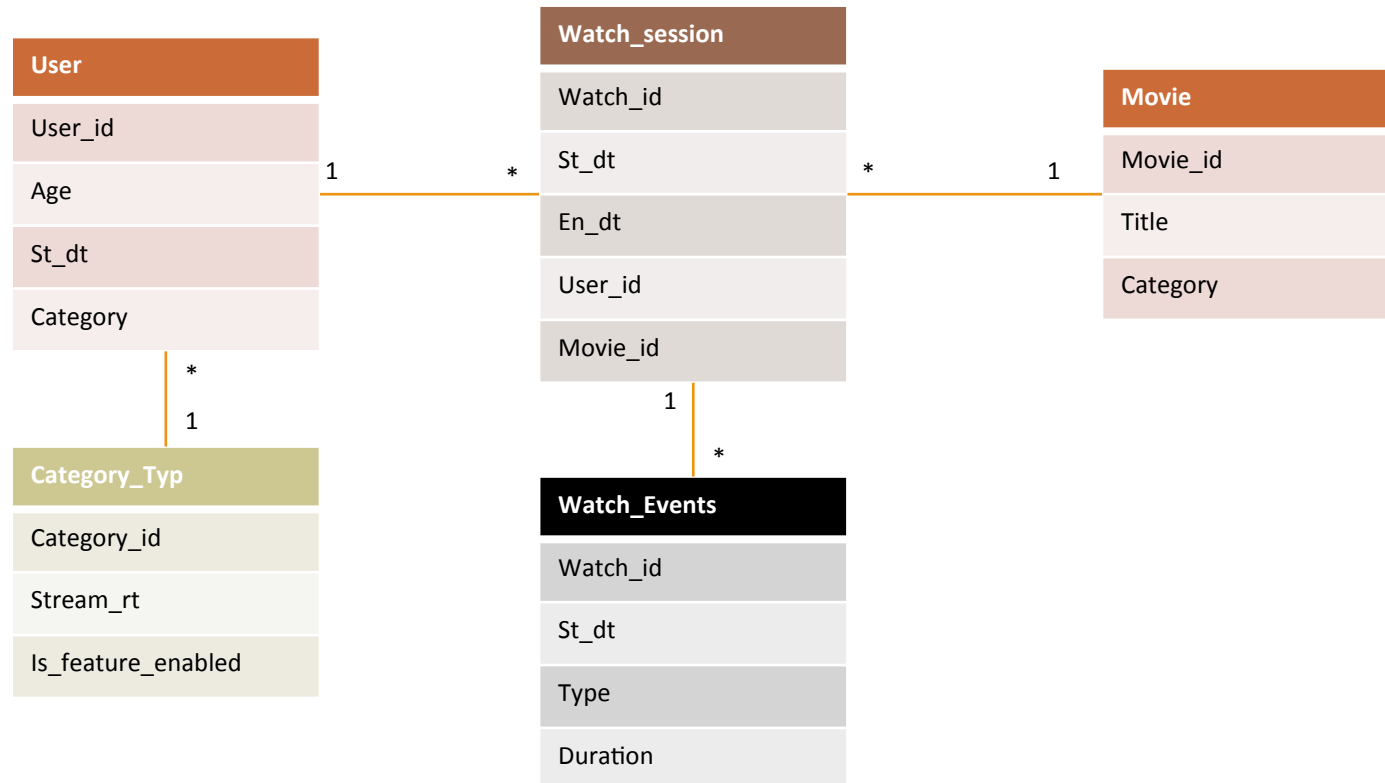 User
User_id
Age
St_dt
Category
1
*
Watch_session
Watch_id
St_dt
En_dt
User_id
Movie_id
*
1
Movie
Movie_id
Title
Category
*
1
Category_Typ
Category_id
Stream_rt
Is_feature_enabled
1
*
Watch_Events
Watch_id
St_dt
Type
Duration